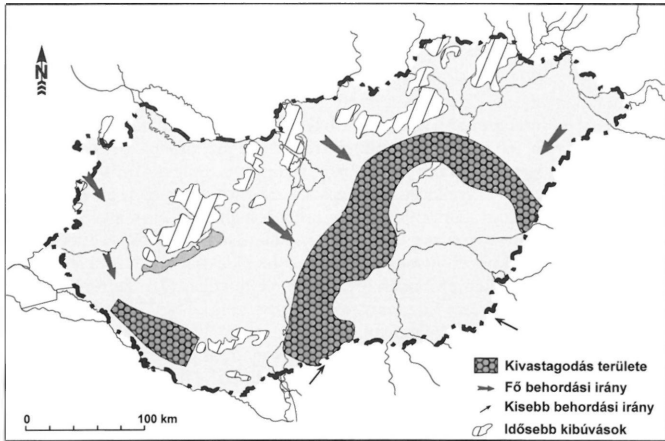 N
Kivastagodás területe
Fő behordási irány
Kisebb behordási irány
Idősebb kibúvások
0 100 km